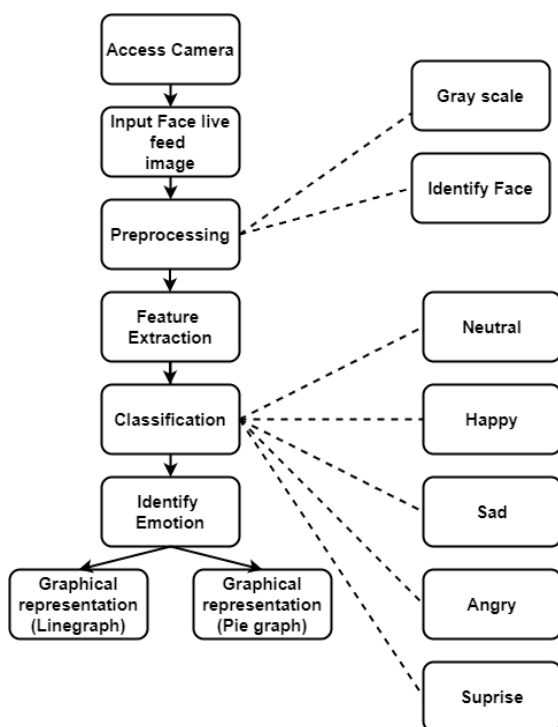 Access Camera
Gray scale
Input Face live
feed
image
Identify Face
Preprocessing
Feature
Extraction
Neutral
Classification
Happy
Identify
Emotion
Sad
Graphical
representation
(Linegraph)
Graphical
representation
(Pie graph)
Angry
Suprise